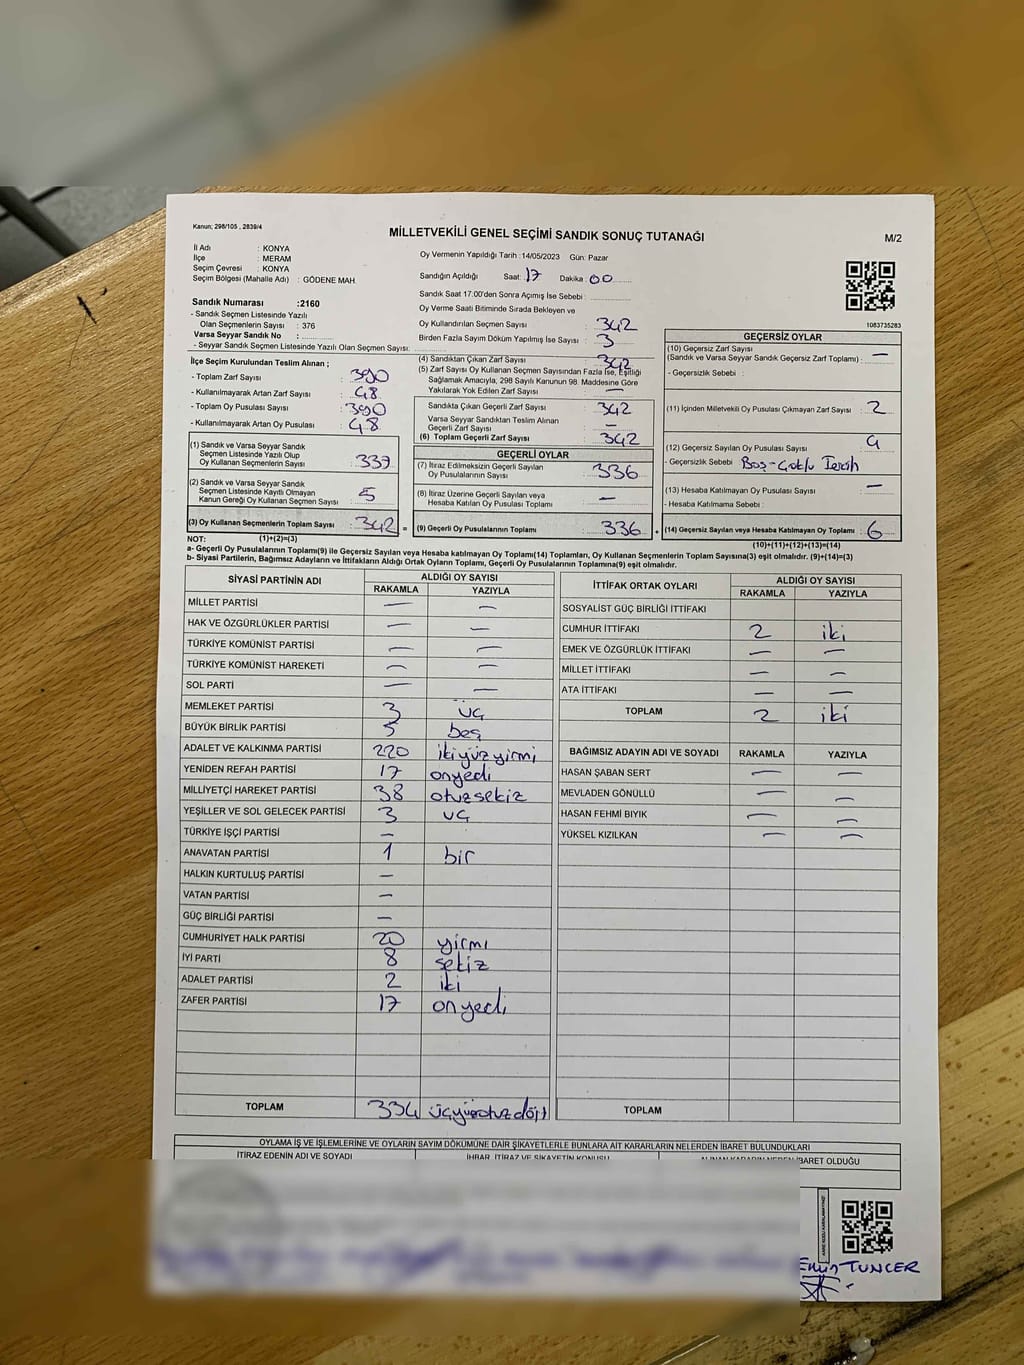 Kanun; 298/105 , 2839/4
MİLLETVEKİLİ GENEL SEÇİMİ SANDIK SONUÇ TUTANAĞI
M/2
İl Adı : KONYA
İlçe : MERAM
Seçim Çevresi : KONYA
Seçim Bölgesi (Mahalle Adı) : GÖDENE MAH.
Oy Vermenin Yapıldığı Tarih : 14/05/2023 Gün: Pazar
Sandığın Açıldığı Saat: 17 Dakika: 00
Sandık Saat 17:00'den Sonra Açımış İse Sebebi :
Oy Verme Saati Bitiminde Sırada Bekleyen ve
Oy Kullandırılan Seçmen Sayısı 342
Birden Fazla Sayım Döküm Yapılmış İse Sayısı : 3
1083735283
Sandık Numarası :2160
- Sandık Seçmen Listesinde Yazılı
Olan Seçmenlerin Sayısı : 376
Varsa Seyyar Sandık No :
- Seyyar Sandık Seçmen Listesinde Yazılı Olan Seçmen Sayısı:
İlçe Seçim Kurulundan Teslim Alınan ;
- Toplam Zarf Sayısı : 390
- Kullanılmayarak Artan Zarf Sayısı : 48
- Toplam Oy Pusulası Sayısı : 390
- Kullanılmayarak Artan Oy Pusulası : 48
(1) Sandık ve Varsa Seyyar Sandık
Seçmen Listesinde Yazılı Olup
Oy Kullanan Seçmenlerin Sayısı : 337
(2) Sandık ve Varsa Seyyar Sandık
Seçmen Listesinde Kayıtlı Olmayan
Kanun Gereği Oy Kullanan Seçmen Sayısı : 5
(3) Oy Kullanan Seçmenlerin Toplam Sayısı : 342 =
(4) Sandıktan Çıkan Zarf Sayısı 342
(5) Zarf Sayısı Oy Kullanan Seçmen Sayısından Fazla İse, Eşitliği
Sağlamak Amacıyla, 298 Sayılı Kanunun 98. Maddesine Göre
Yakılarak Yok Edilen Zarf Sayısı : —
Sandıkta Çıkan Geçerli Zarf Sayısı : 342
Varsa Seyyar Sandıktan Teslim Alınan
Geçerli Zarf Sayısı : —
(6) Toplam Geçerli Zarf Sayısı : 342
GEÇERLİ OYLAR
(7) İtiraz Edilmeksizin Geçerli Sayılan
Oy Pusulalarının Sayısı : 336
(8) İtiraz Üzerine Geçerli Sayılan veya
Hesaba Katılan Oy Pusulası Toplamı : —
(9) Geçerli Oy Pusulalarının Toplamı : 336 +
GEÇERSİZ OYLAR
(10) Geçersiz Zarf Sayısı
(Sandık ve Varsa Seyyar Sandık Geçersiz Zarf Toplamı) : —
- Geçersizlik Sebebi :
(11) İçinden Milletvekili Oy Pusulası Çıkmayan Zarf Sayısı : 2
(12) Geçersiz Sayılan Oy Pusulası Sayısı : 4
- Geçersizlik Sebebi : Boş-Çoklu Tercih
(13) Hesaba Katılmayan Oy Pusulası Sayısı : —
- Hesaba Katılmama Sebebi :
(14) Geçersiz Sayılan veya Hesaba Katılmayan Oy Toplamı : 6
NOT: (1)+(2)=(3)
(10)+(11)+(12)+(13)=(14)
a- Geçerli Oy Pusulalarının Toplamı(9) ile Geçersiz Sayılan veya Hesaba katılmayan Oy Toplamı(14) Toplamları, Oy Kullanan Seçmenlerin Toplam Sayısına(3) eşit olmalıdır. (9)+(14)=(3)
b- Siyasi Partilerin, Bağımsız Adayların ve İttifakların Aldığı Ortak Oyların Toplamı, Geçerli Oy Pusulalarının Toplamına(9) eşit olmalıdır.
SİYASİ PARTİNİN ADI ALDIĞI OY SAYISI
RAKAMLA YAZIYLA
MİLLET PARTİSİ — —
HAK VE ÖZGÜRLÜKLER PARTİSİ — —
TÜRKİYE KOMÜNİST PARTİSİ — —
TÜRKİYE KOMÜNİST HAREKETİ — —
SOL PARTİ — —
MEMLEKET PARTİSİ 3 üç
BÜYÜK BİRLİK PARTİSİ 5 beş
ADALET VE KALKINMA PARTİSİ 220 ikiyüzyirmi
YENİDEN REFAH PARTİSİ 17 onyedi
MİLLİYETÇİ HAREKET PARTİSİ 38 otuzsekiz
YEŞİLLER VE SOL GELECEK PARTİSİ 3 üç
TÜRKİYE İŞÇİ PARTİSİ —
ANAVATAN PARTİSİ 1 bir
HALKIN KURTULUŞ PARTİSİ —
VATAN PARTİSİ —
GÜÇ BİRLİĞİ PARTİSİ —
CUMHURİYET HALK PARTİSİ 20 yirmi
İYİ PARTİ 8 sekiz
ADALET PARTİSİ 2 iki
ZAFER PARTİSİ 17 onyedi
TOPLAM 334 üçyüzotuzdört
İTTİFAK ORTAK OYLARI ALDIĞI OY SAYISI
RAKAMLA YAZIYLA
SOSYALİST GÜÇ BİRLİĞİ İTTİFAKI
CUMHUR İTTİFAKI 2 iki
EMEK VE ÖZGÜRLÜK İTTİFAKI — —
MİLLET İTTİFAKI — —
ATA İTTİFAKI — —
TOPLAM 2 iki
BAĞIMSIZ ADAYIN ADI VE SOYADI RAKAMLA YAZIYLA
HASAN ŞABAN SERT — —
MEVLADEN GÖNÜLLÜ — —
HASAN FEHMİ BIYIK — —
YÜKSEL KIZILKAN — —
TOPLAM
OYLAMA İŞ VE İŞLEMLERİNE VE OYLARIN SAYIM DÖKÜMÜNE DAİR ŞİKAYETLERLE BUNLARA AİT KARARLARIN NELERDEN İBARET BULUNDUKLARI
İTİRAZ EDENİN ADI VE SOYADI İHBAR, İTİRAZ VE ŞİKAYETİN KONUSU ALINAN KARARIN NEDEN İBARET OLDUĞU
TUNCER